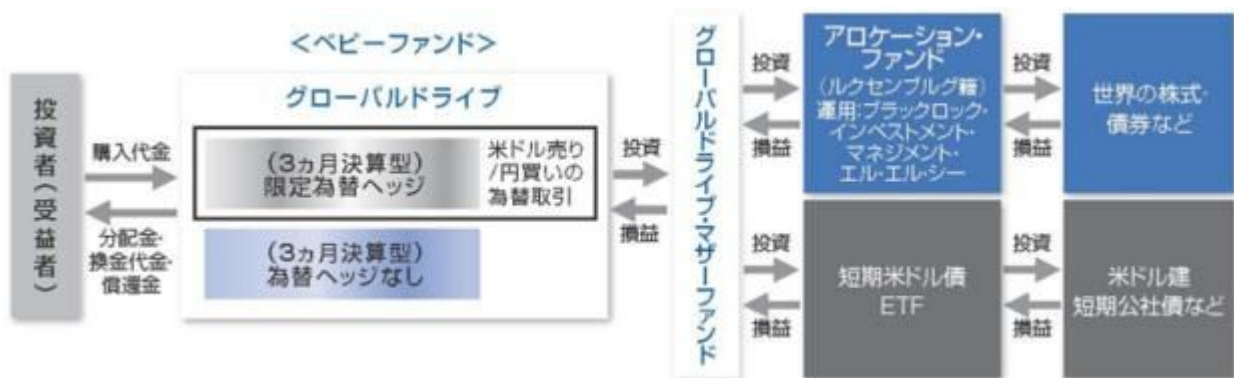 <ベビーファンド>
グローバルドライブ
投資者(受益者)
購入代金
分配金・
換金代金・
償還金
(3ヵ月決算型)
限定為替ヘッジ
米ドル売り
/円買いの
為替取引
(3ヵ月決算型)
為替ヘッジなし
投資
損益
グローバルドライブ・マザーファンド
投資
損益
アロケーション・
ファンド
(ルクセンブルグ籍)
運用:ブラックロック・
インベストメント・
マネジメント・
エル・エル・シー
投資
損益
世界の株式・
債券など
投資
損益
短期米ドル債
ETF
投資
損益
米ドル建
短期公社債など